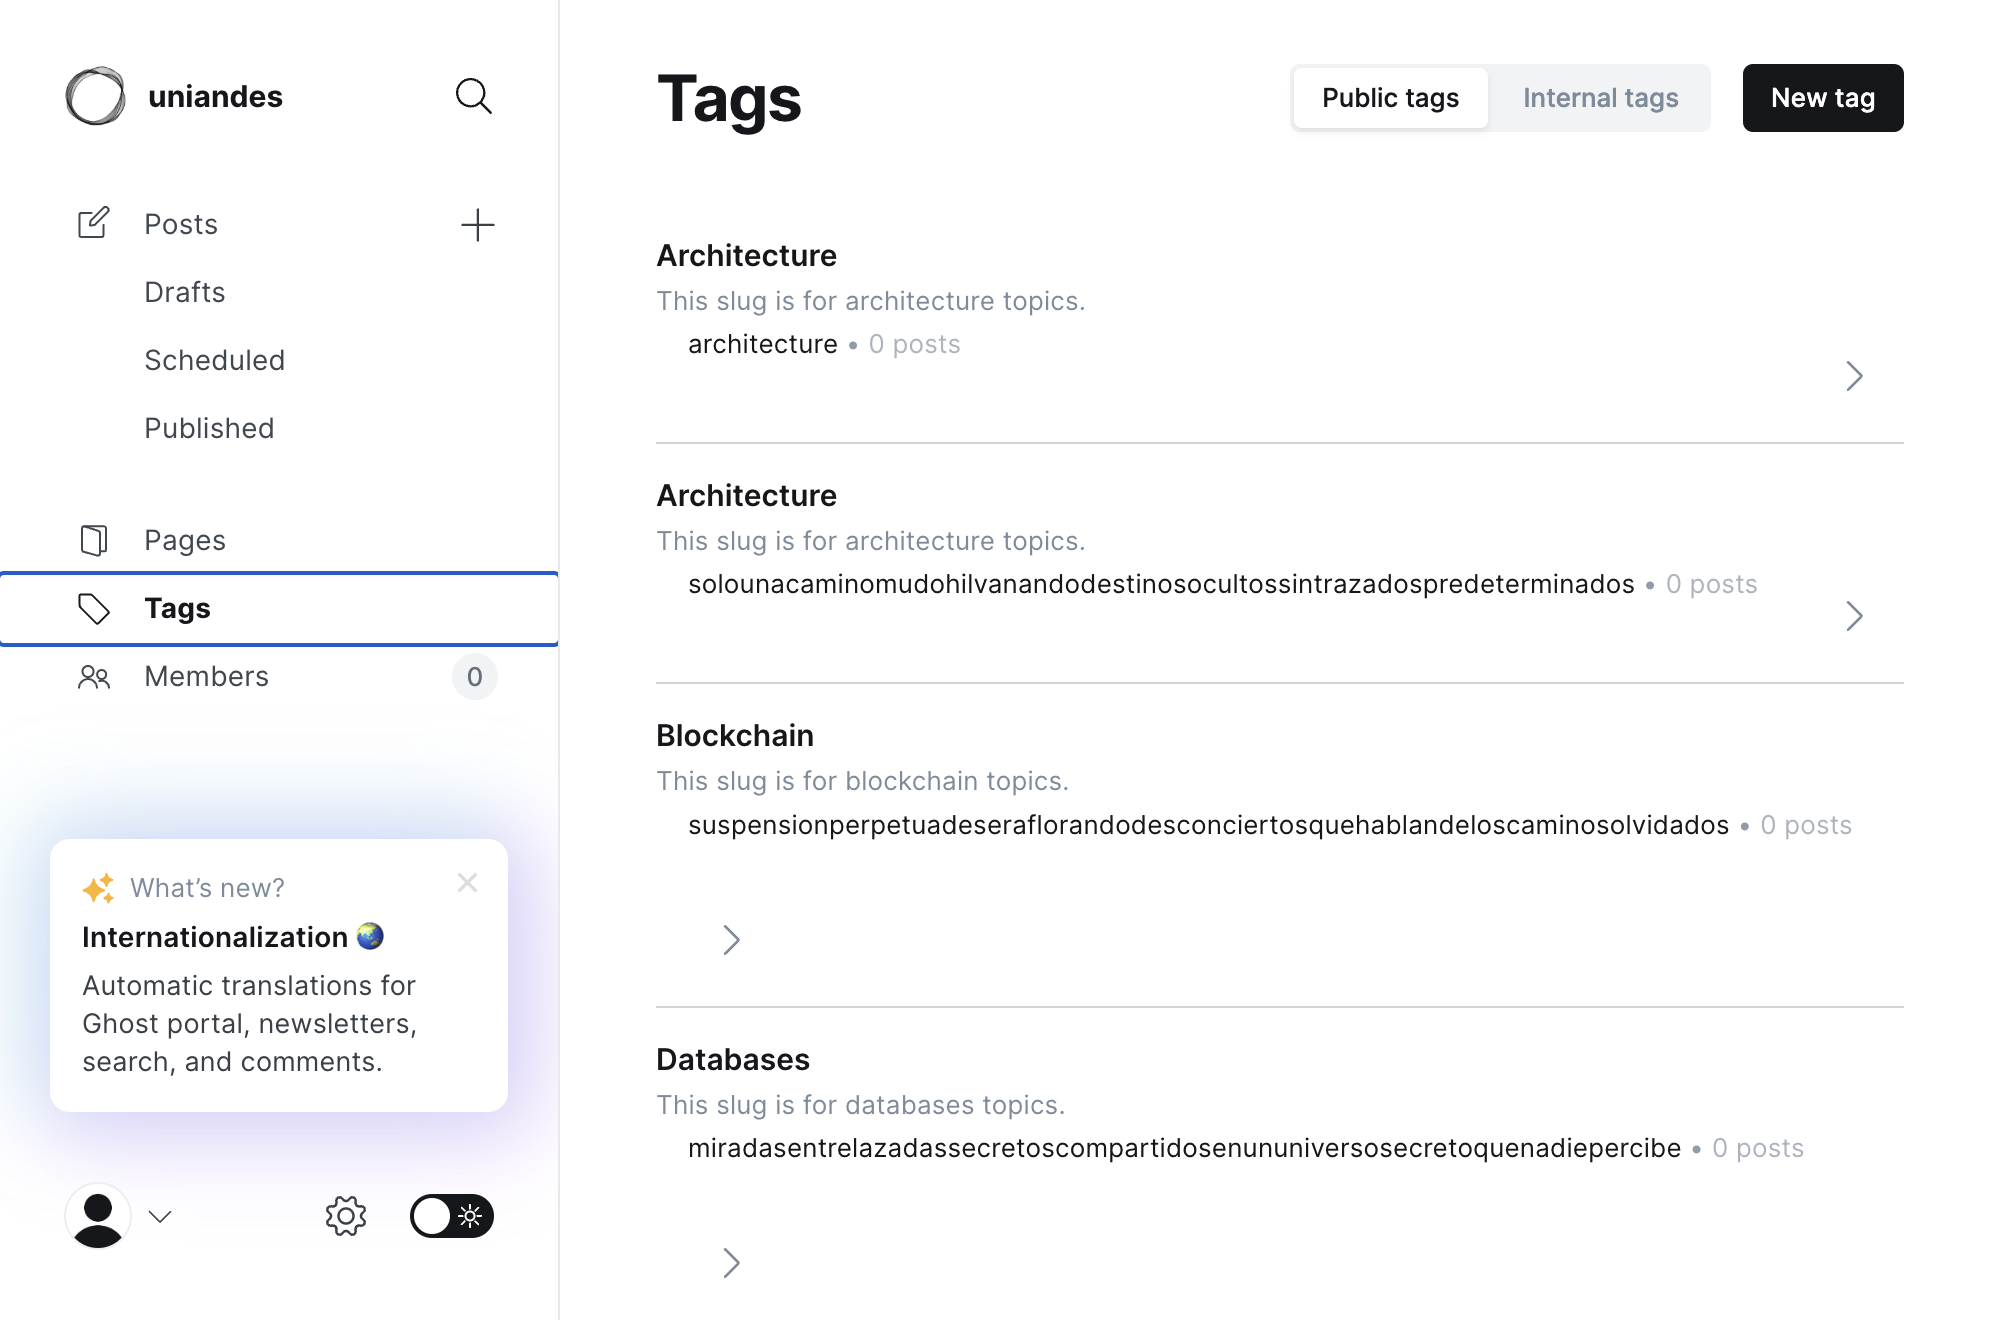 uniandes
Posts
Drafts
Scheduled
Published
Pages
Tags
Members
0
What’s new?
Internationalization 🌏
Automatic translations for
Ghost portal, newsletters,
search, and comments.
Tags
Public tags
Internal tags
New tag
Architecture
This slug is for architecture topics.
architecture • 0 posts
Architecture
This slug is for architecture topics.
solounacaminomudohilvanandodestinosocultossintrazadospredeterminados • 0 posts
Blockchain
This slug is for blockchain topics.
suspensionperpetuadeseraflorandodesconciertosquehablandeloscaminosolvidados • 0 posts
Databases
This slug is for databases topics.
miradasentrelazadassecretoscompartidosenununiversosecretoquenadiepercibe • 0 posts